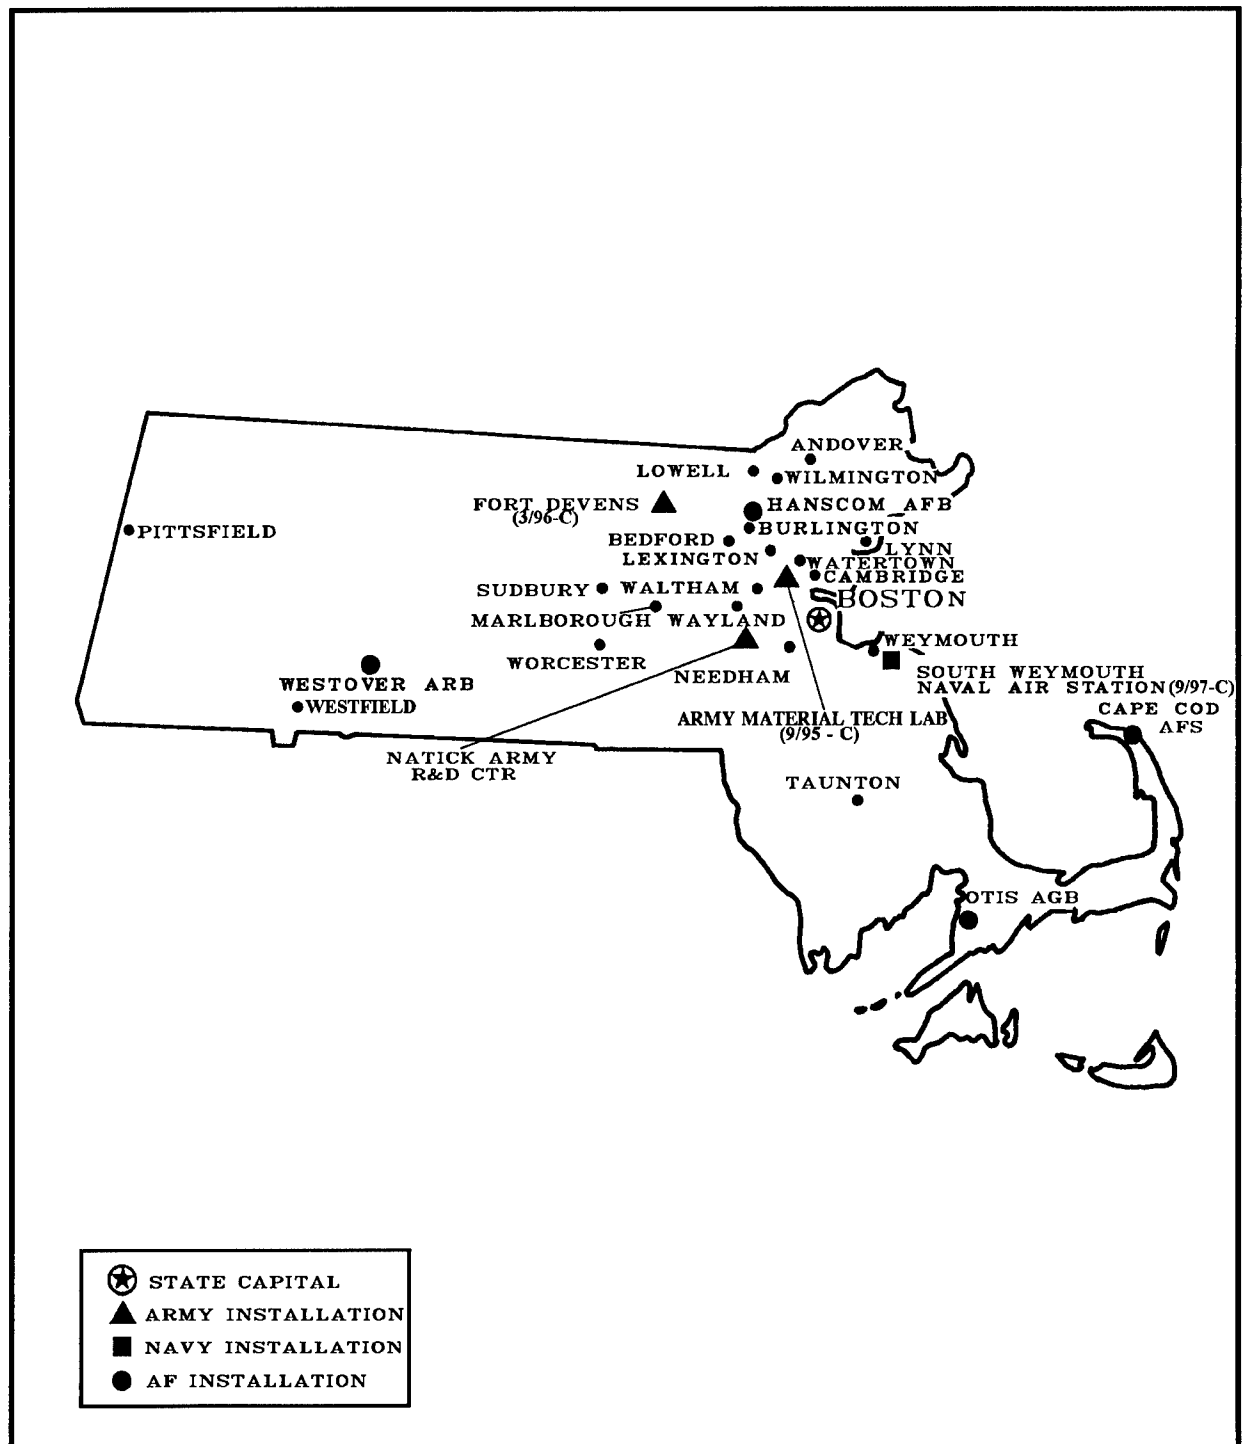 ANDOVER
LOWELL
WILMINGTON
FORT DEVENS
(3/96-C)
HANSCOM AFB
BURLINGTON
PITTSFIELD
BEDFORD
LYNN
LEXINGTON
WATERTOWN
CAMBRIDGE
SUDBURY
WALTHAM
BOSTON
MARLBOROUGH
WAYLAND
WEYMOUTH
WORCESTER
NEEDHAM
SOUTH WEYMOUTH
NAVAL AIR STATION (9/97-C)
WESTOVER ARB
WESTFIELD
ARMY MATERIAL TECH LAB
(9/95 - C)
CAPE COD
AFS
NATICK ARMY
R&D CTR
TAUNTON
OTIS AGB
STATE CAPITAL
ARMY INSTALLATION
NAVY INSTALLATION
AF INSTALLATION